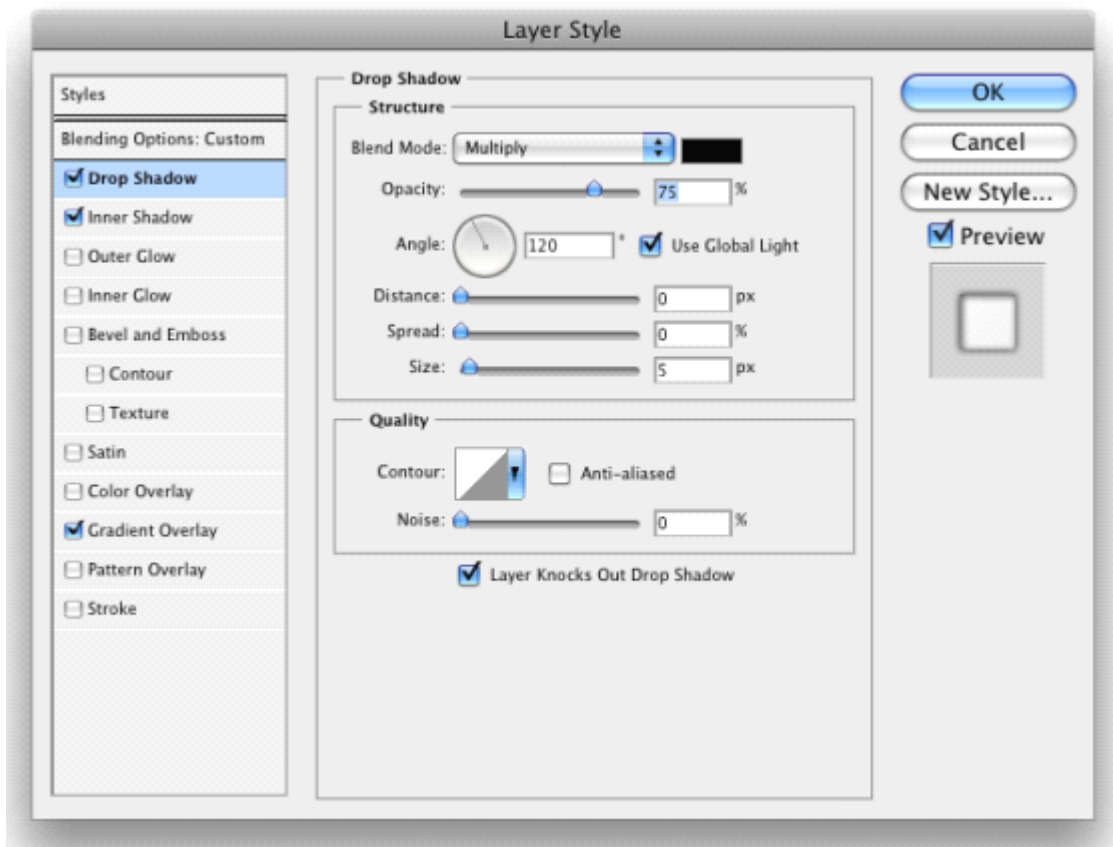 Layer Style
Styles
Blending Options: Custom
Drop Shadow
Inner Shadow
Outer Glow
Inner Glow
Bevel and Emboss
Contour
Texture
Satin
Color Overlay
Gradient Overlay
Pattern Overlay
Stroke
Drop Shadow
Structure
Blend Mode: Multiply
Opacity: 75 %
Angle: 120 ° Use Global Light
Distance: 0 px
Spread: 0 %
Size: 5 px
Quality
Contour: Anti-aliased
Noise: 0 %
Layer Knocks Out Drop Shadow
OK
Cancel
New Style...
Preview